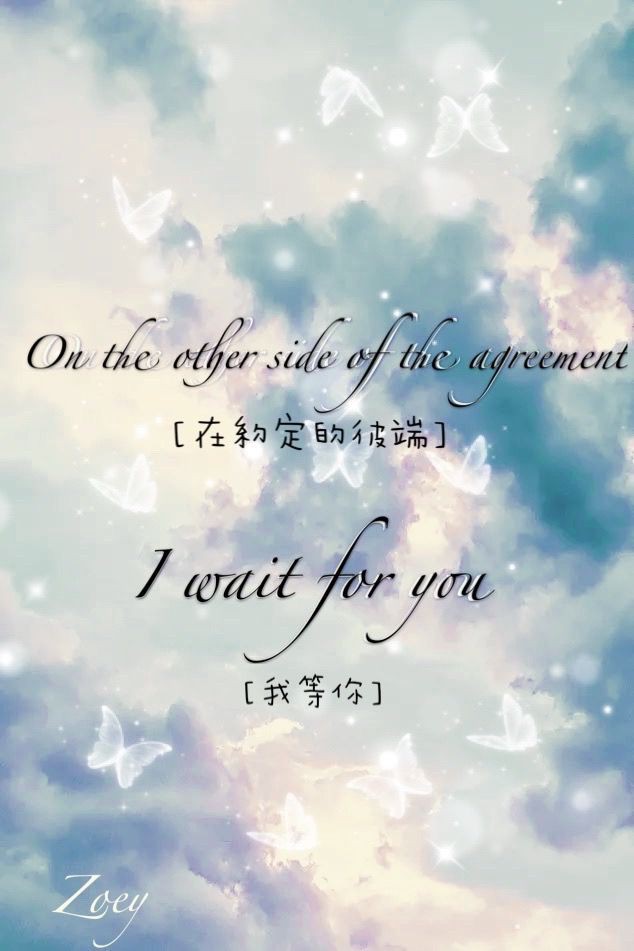 On the other side of the agreement
[在約定的彼端]
I wait for you
[我等你]
Zoey